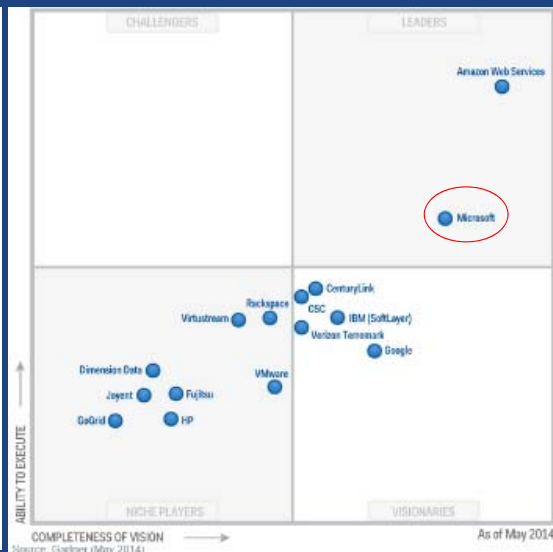 CHALLENGERS
LEADERS
Amazon Web Services
Microsoft
CenturyLink
Rackspace
CSC
Virtustream
IBM (SoftLayer)
Verizon Terremark
Google
Dimension Data
VMware
Joyent
Fujitsu
GoGrid
HP
ABILITY TO EXECUTE
NICHE PLAYERS
VISIONARIES
COMPLETENESS OF VISION
As of May 2014
Source: Gartner (May 2014)